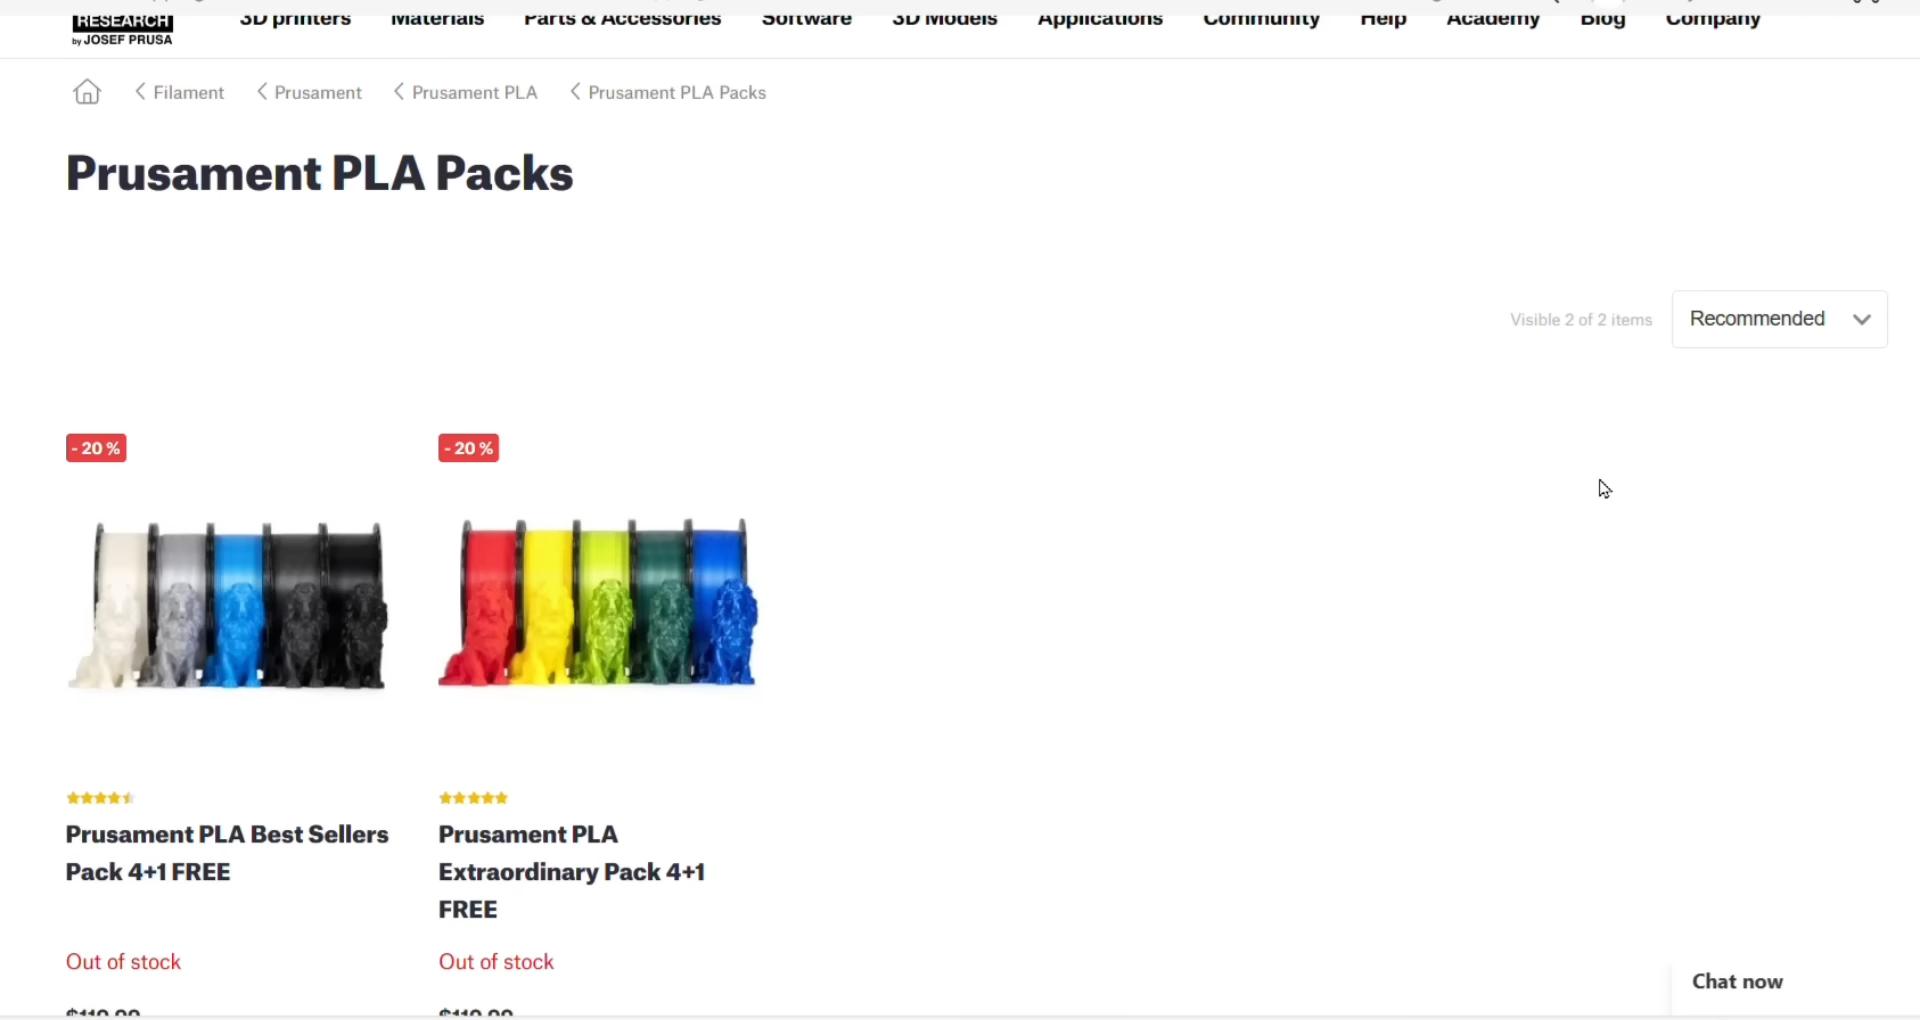 RESEARCH
by JOSEF PRUSA
3D printers Materials Parts & Accessories Software 3D Models Applications Community Help Academy Blog Company
Filament Prusament Prusament PLA Prusament PLA Packs
Prusament PLA Packs
Visible 2 of 2 items Recommended
- 20 % - 20 %
Prusament PLA Best Sellers
Pack 4+1 FREE
Out of stock
Prusament PLA
Extraordinary Pack 4+1
FREE
Out of stock
Chat now